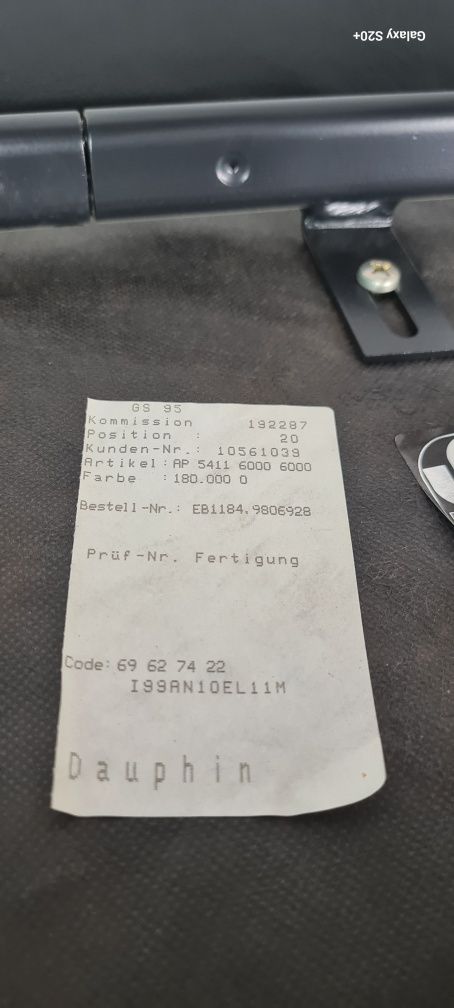 Galaxy S20+
GS 95
Kommission 192287
Position : 20
Kunden-Nr.: 10561039
Artikel: AP 5411 6000 6000
Farbe : 180.000 0
Bestell-Nr.: EB1184.9806928
Prüf-Nr. Fertigung
Code: 69 62 74 22
I99AN10EL11M
Dauphin